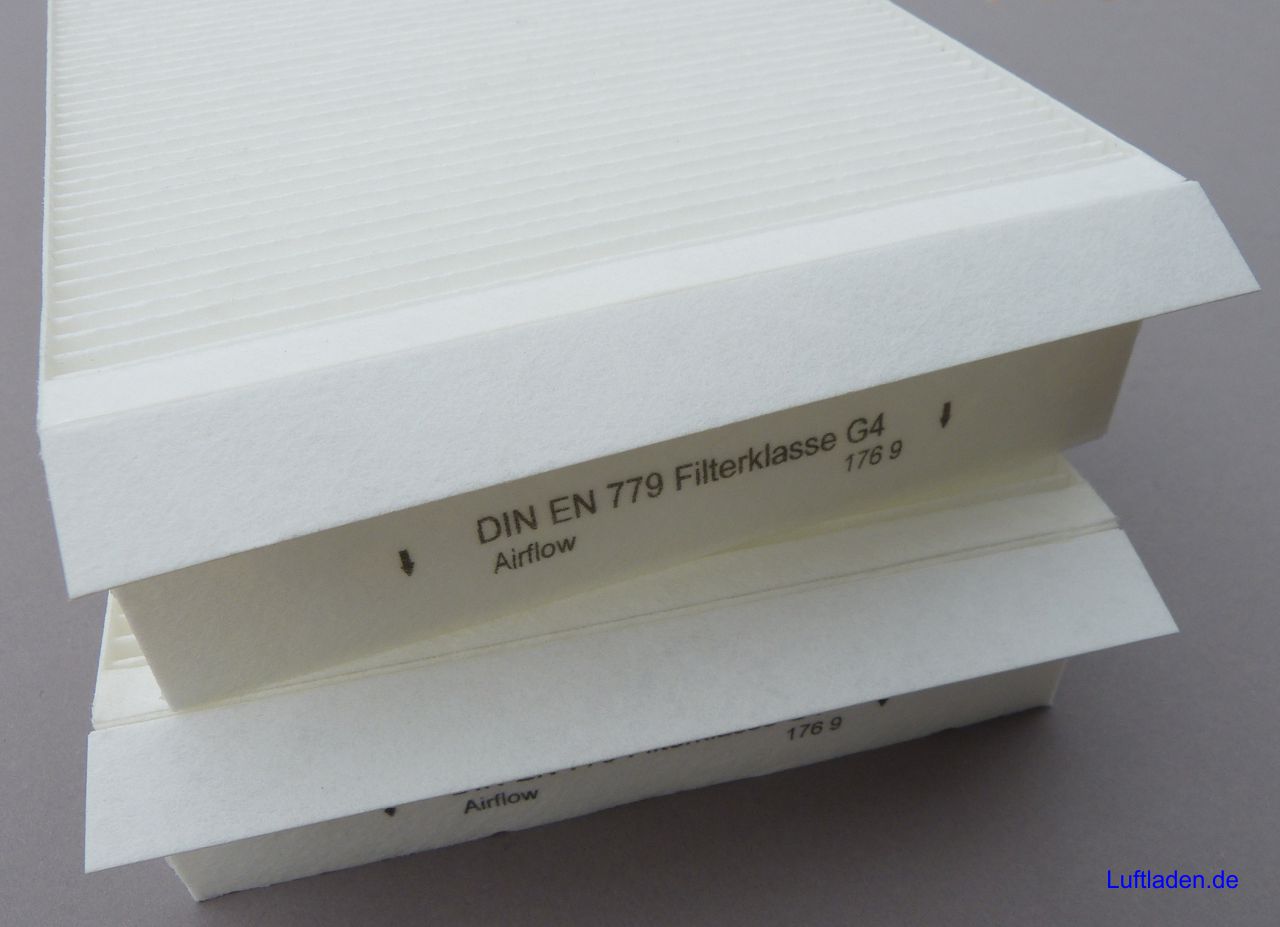 DIN EN 779 Filterklasse G4
176 9
Airflow
176 9
Airflow
Luftladen.de